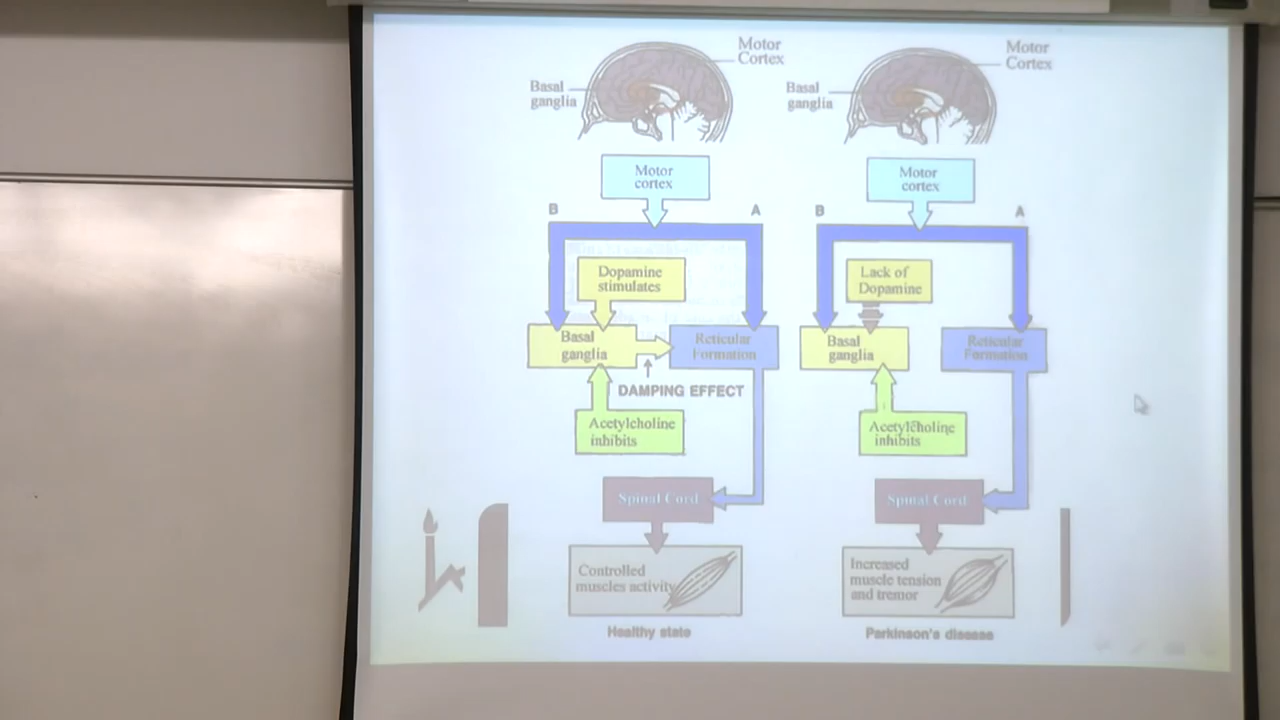 Motor
Cortex
Basal
ganglia
Motor
cortex
B
A
Dopamine
stimulates
Basal
ganglia
Reticular
Formation
DAMPING EFFECT
Acetylcholine
inhibits
Spinal Cord
Controlled
muscles activity
Healthy state
Motor
Cortex
Basal
ganglia
Motor
cortex
B
A
Lack of
Dopamine
Basal
ganglia
Reticular
Formation
Acetylcholine
inhibits
Spinal Cord
Increased
muscle tension
and tremor
Parkinson's disease